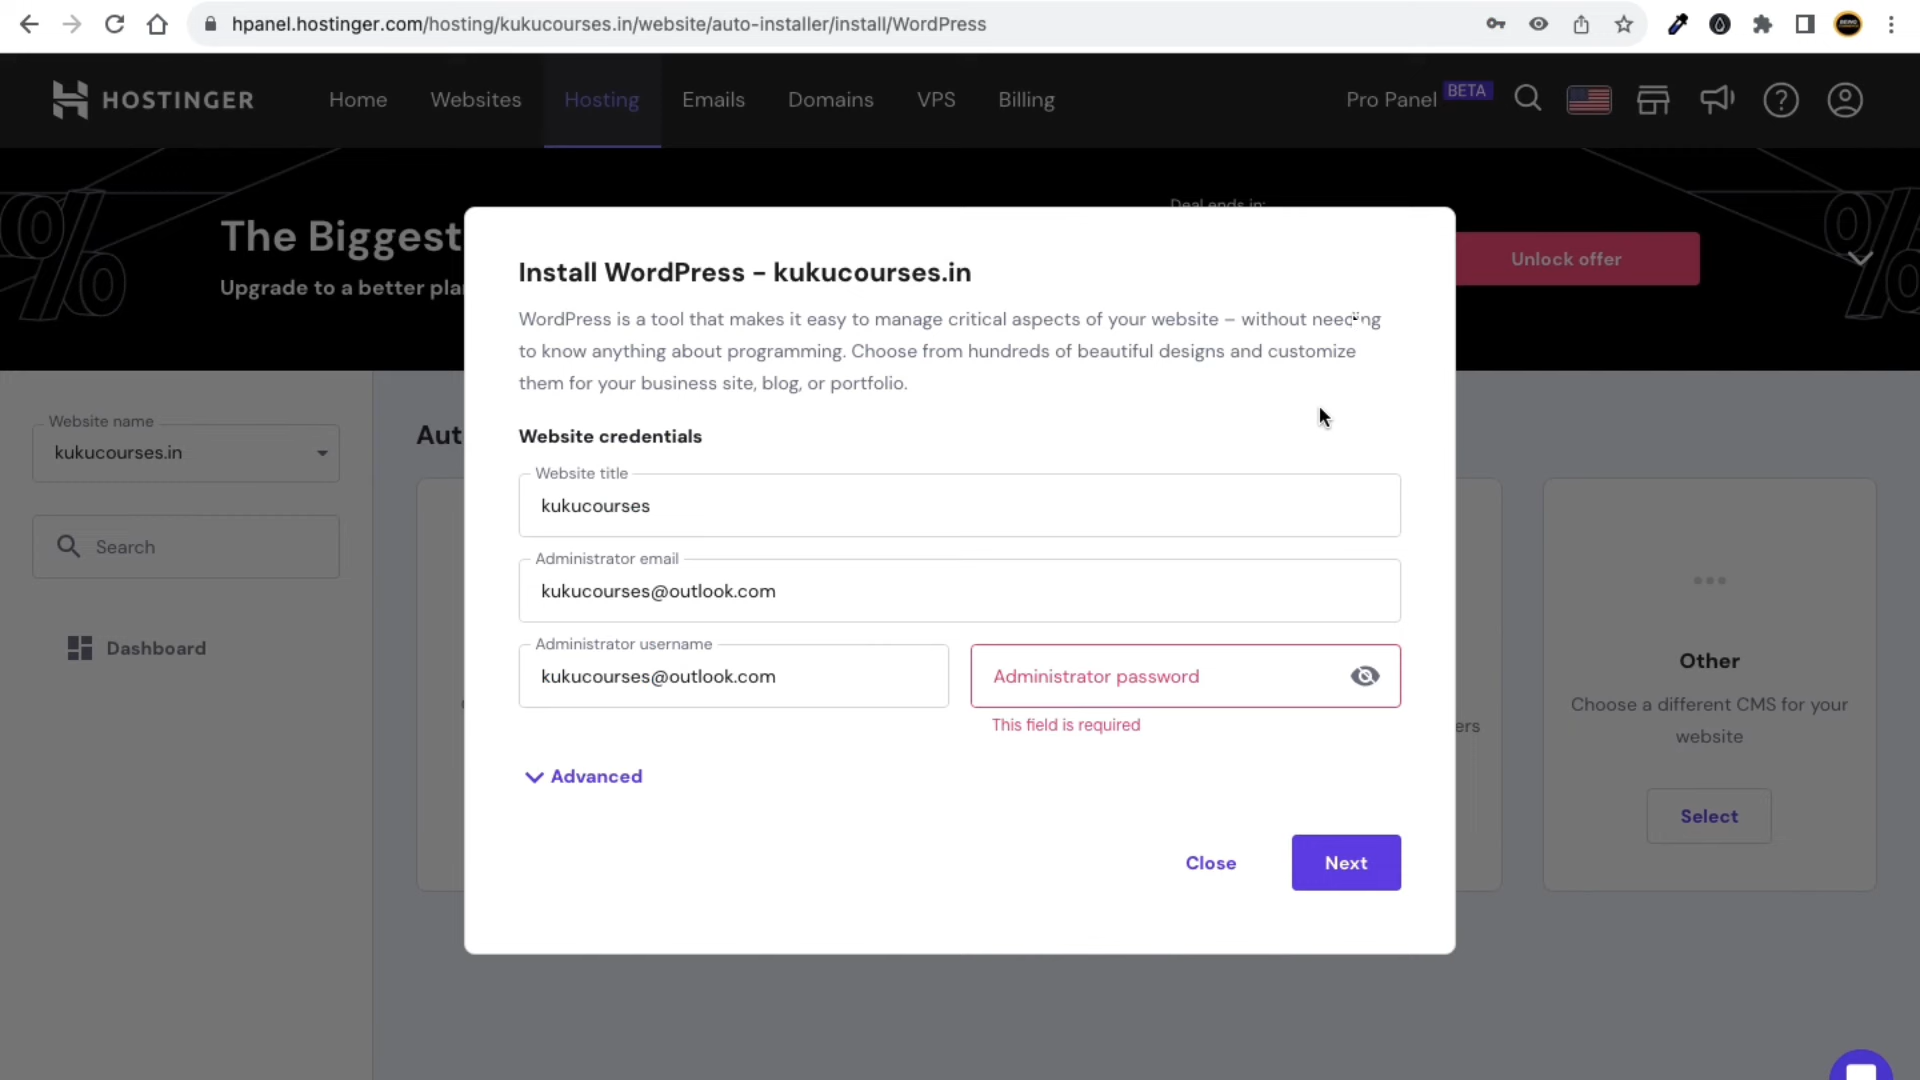 hpanel.hostinger.com/hosting/kukucourses.in/website/auto-installer/install/WordPress
HOSTINGER
Home
Websites
Hosting
Emails
Domains
VPS
Billing
Pro Panel
BETA
The Biggest
Deal ends in:
Upgrade to a better pla
Unlock offer
Install WordPress – kukucourses.in
WordPress is a tool that makes it easy to manage critical aspects of your website – without needing
to know anything about programming. Choose from hundreds of beautiful designs and customize
them for your business site, blog, or portfolio.
Website name
kukucourses.in
Aut
Website credentials
Website title
kukucourses
Search
Administrator email
kukucourses@outlook.com
Dashboard
Administrator username
kukucourses@outlook.com
Administrator password
This field is required
Advanced
Close
Next
ers
Other
Choose a different CMS for your
website
Select